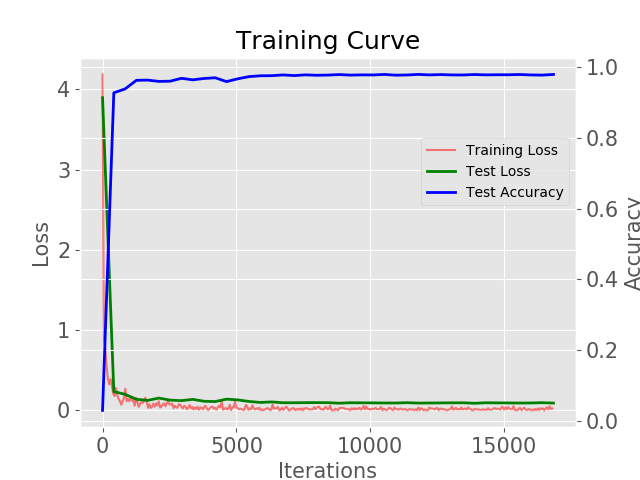 Training Curve
4
3
2
1
0
Loss
1.0
0.8
0.6
0.4
0.2
0.0
Accuracy
Training Loss
Test Loss
Test Accuracy
0
5000
10000
15000
Iterations